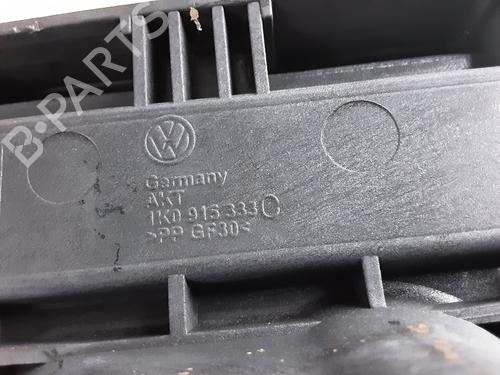 B-PARTS
VW
Germany
AKT
1K0 915 333
>PP GF30<